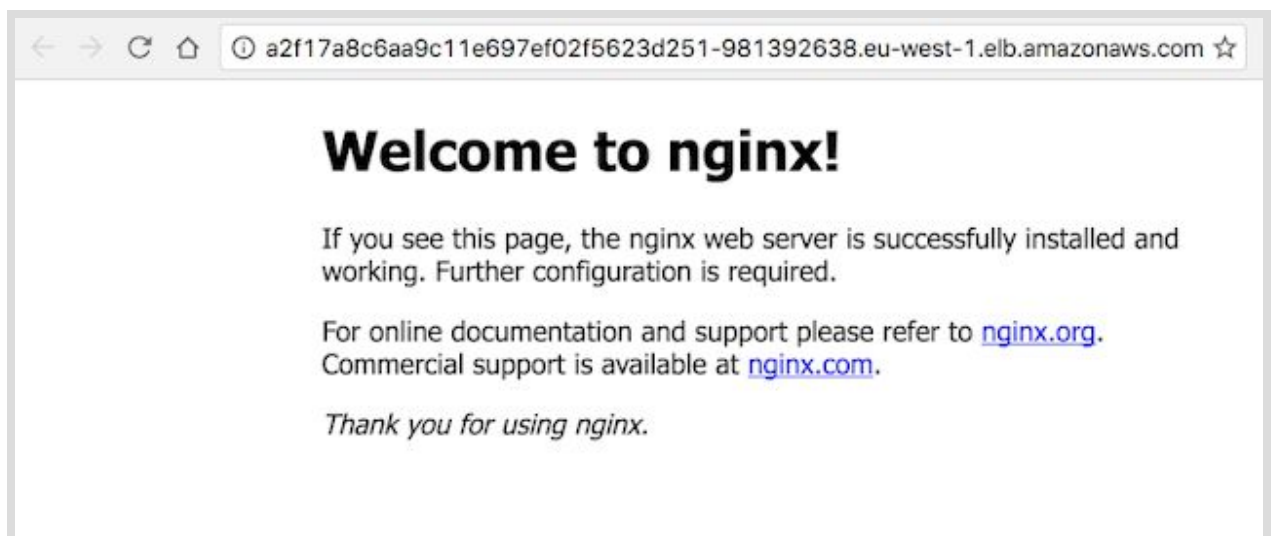 a2f17a8c6aa9c11e697ef02f5623d251-981392638.eu-west-1.elb.amazonaws.com
Welcome to nginx!
If you see this page, the nginx web server is successfully installed and
working. Further configuration is required.
For online documentation and support please refer to nginx.org.
Commercial support is available at nginx.com.
Thank you for using nginx.